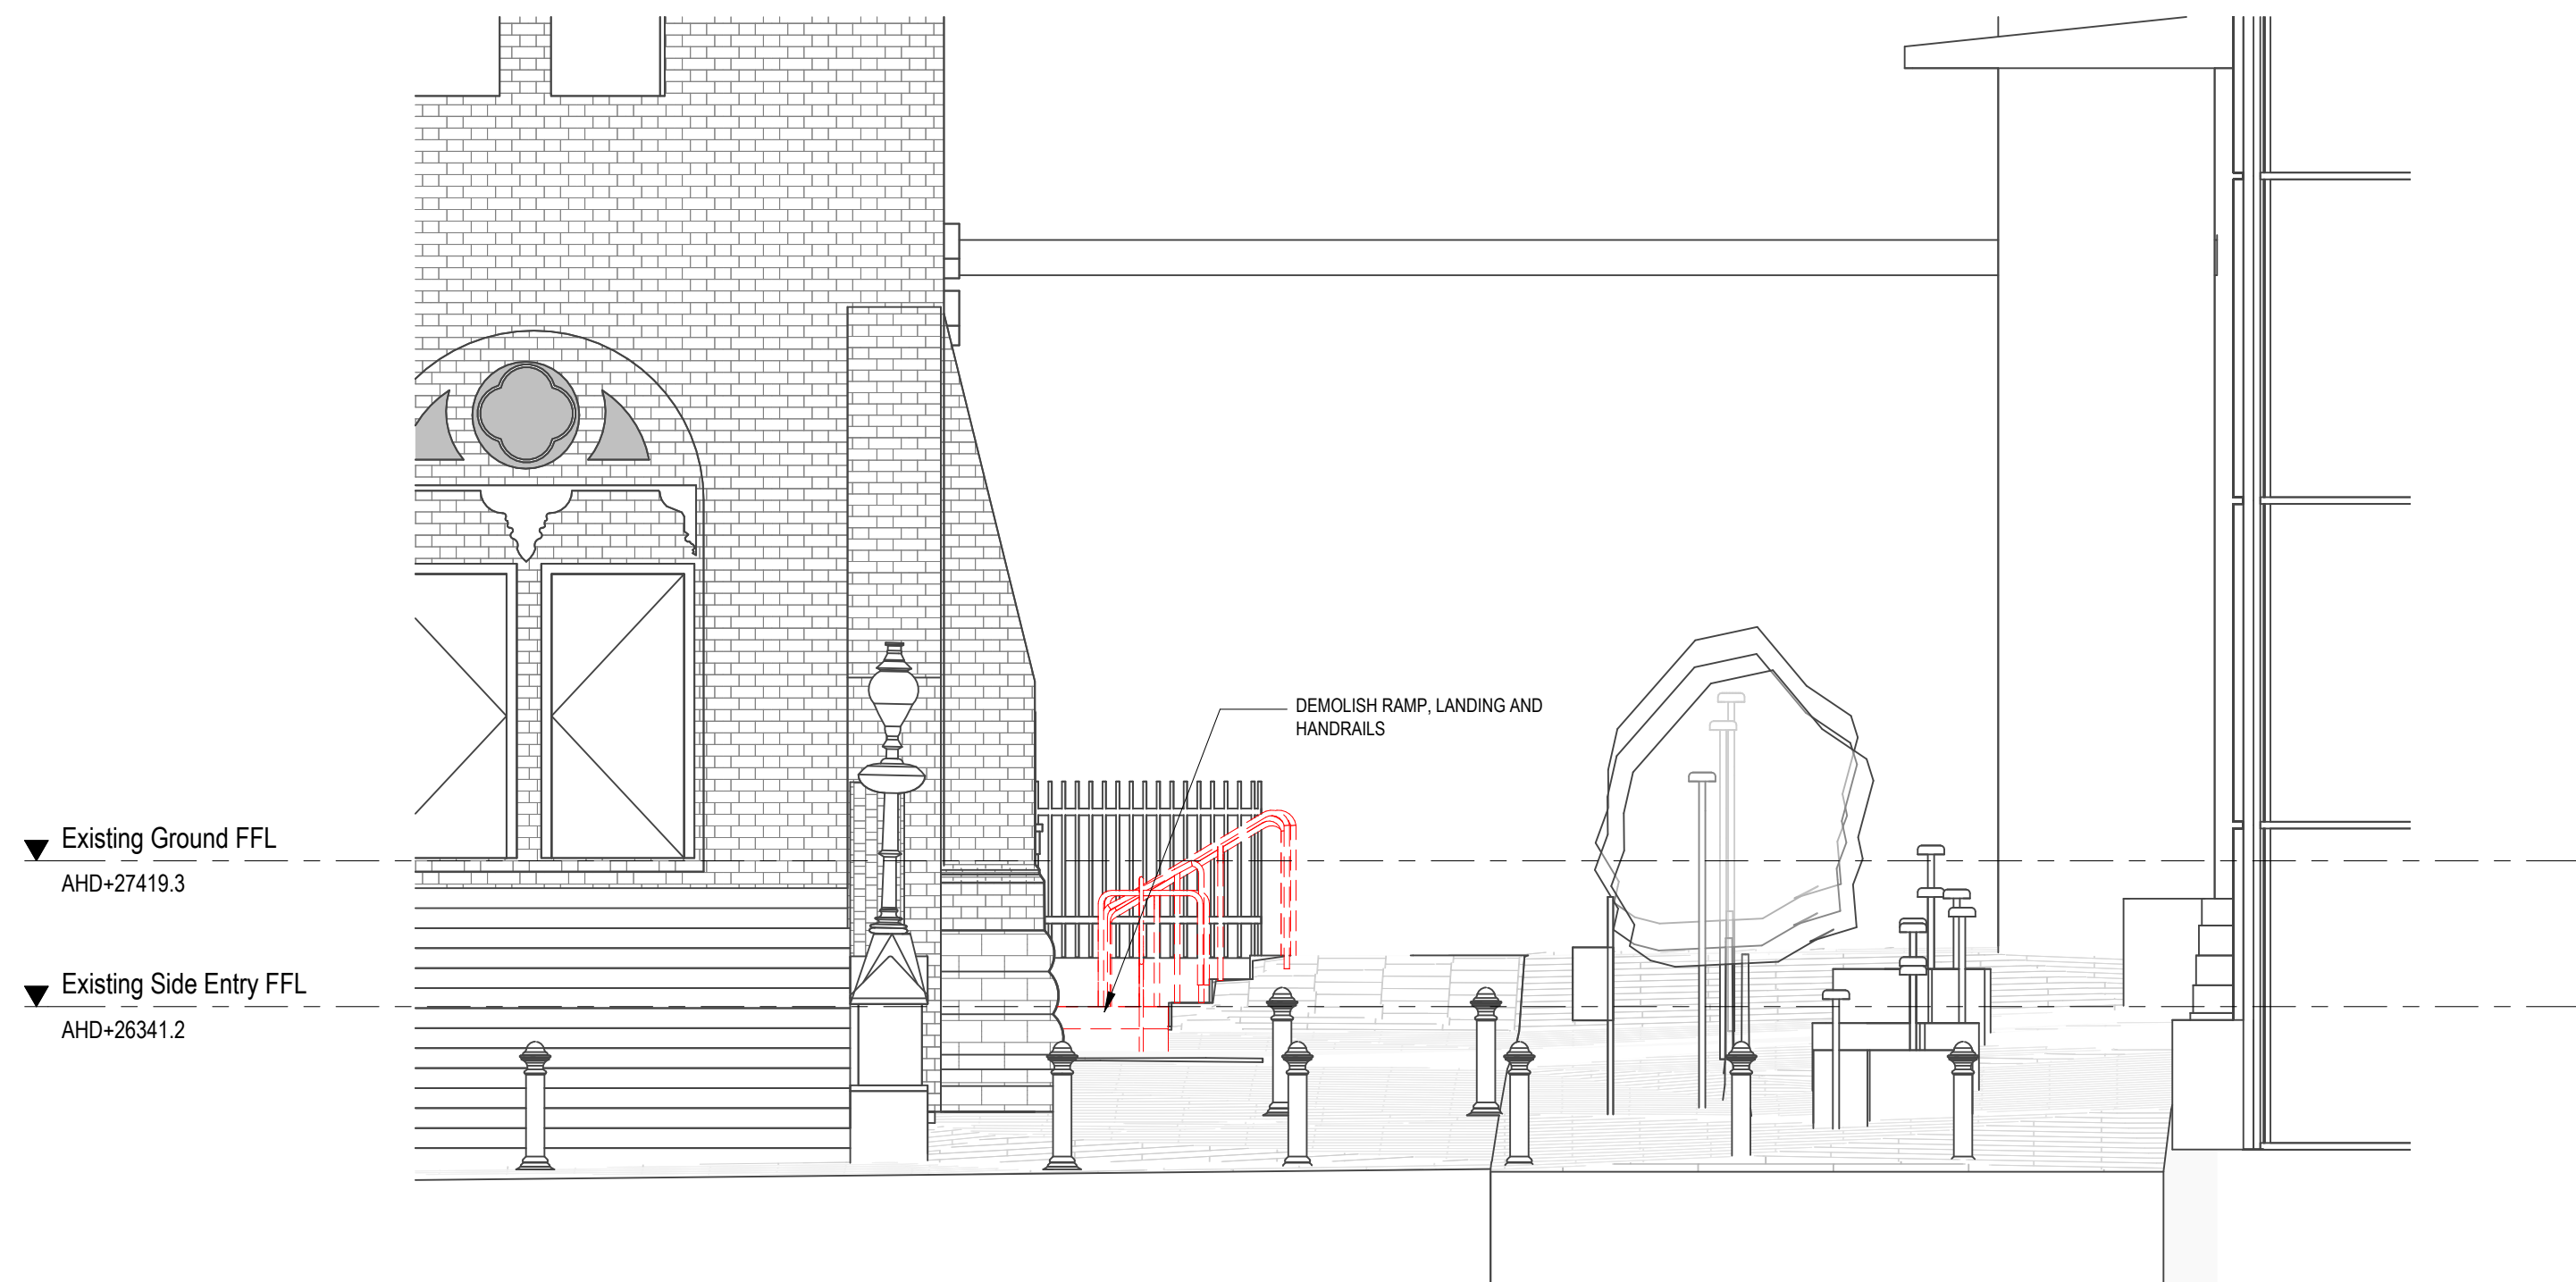 DEMOLISH RAMP, LANDING AND
HANDRAILS
Existing Ground FFL
AHD+27419.3
Existing Side Entry FFL
AHD+26341.2